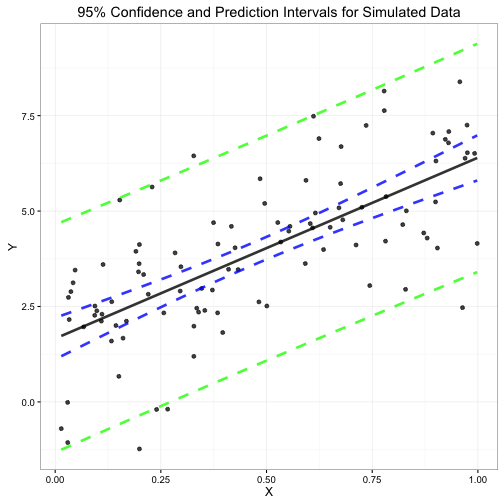 95% Confidence and Prediction Intervals for Simulated Data
7.5
5.0
2.5
0.0
Y
0.00 0.25 0.50 0.75 1.00
X